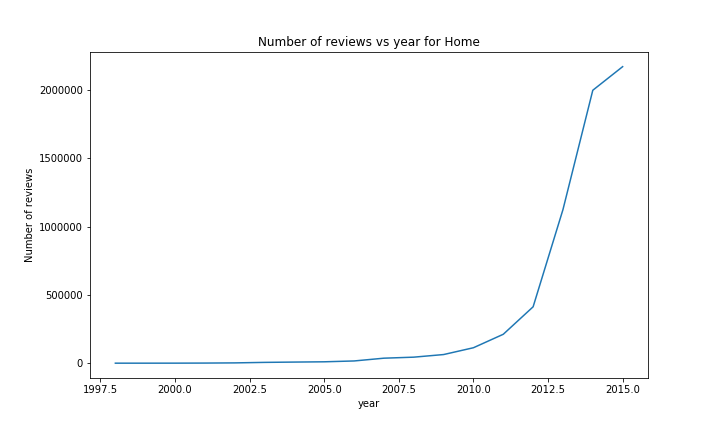 Number of reviews vs year for Home
Number of reviews
2000000
1500000
1000000
500000
0
1997.5 2000.0 2002.5 2005.0 2007.5 2010.0 2012.5 2015.0
year